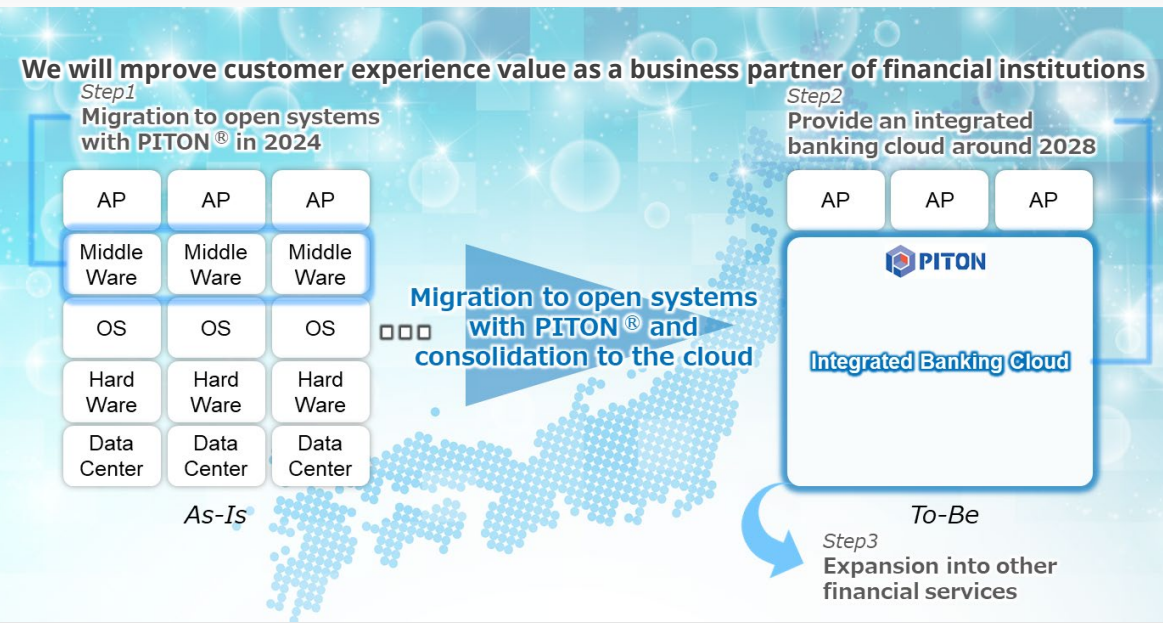 We will mprove customer experience value as a business partner of financial institutions
Step1
Migration to open systems
with PITON® in 2024
AP AP AP
Middle Middle Middle
Ware Ware Ware
OS OS OS
Hard Hard Hard
Ware Ware Ware
Data Data Data
Center Center Center
As-Is
Migration to open systems
with PITON® and
consolidation to the cloud
Step2
Provide an integrated
banking cloud around 2028
AP AP AP
PITON
Integrated Banking Cloud
To-Be
Step3
Expansion into other
financial services